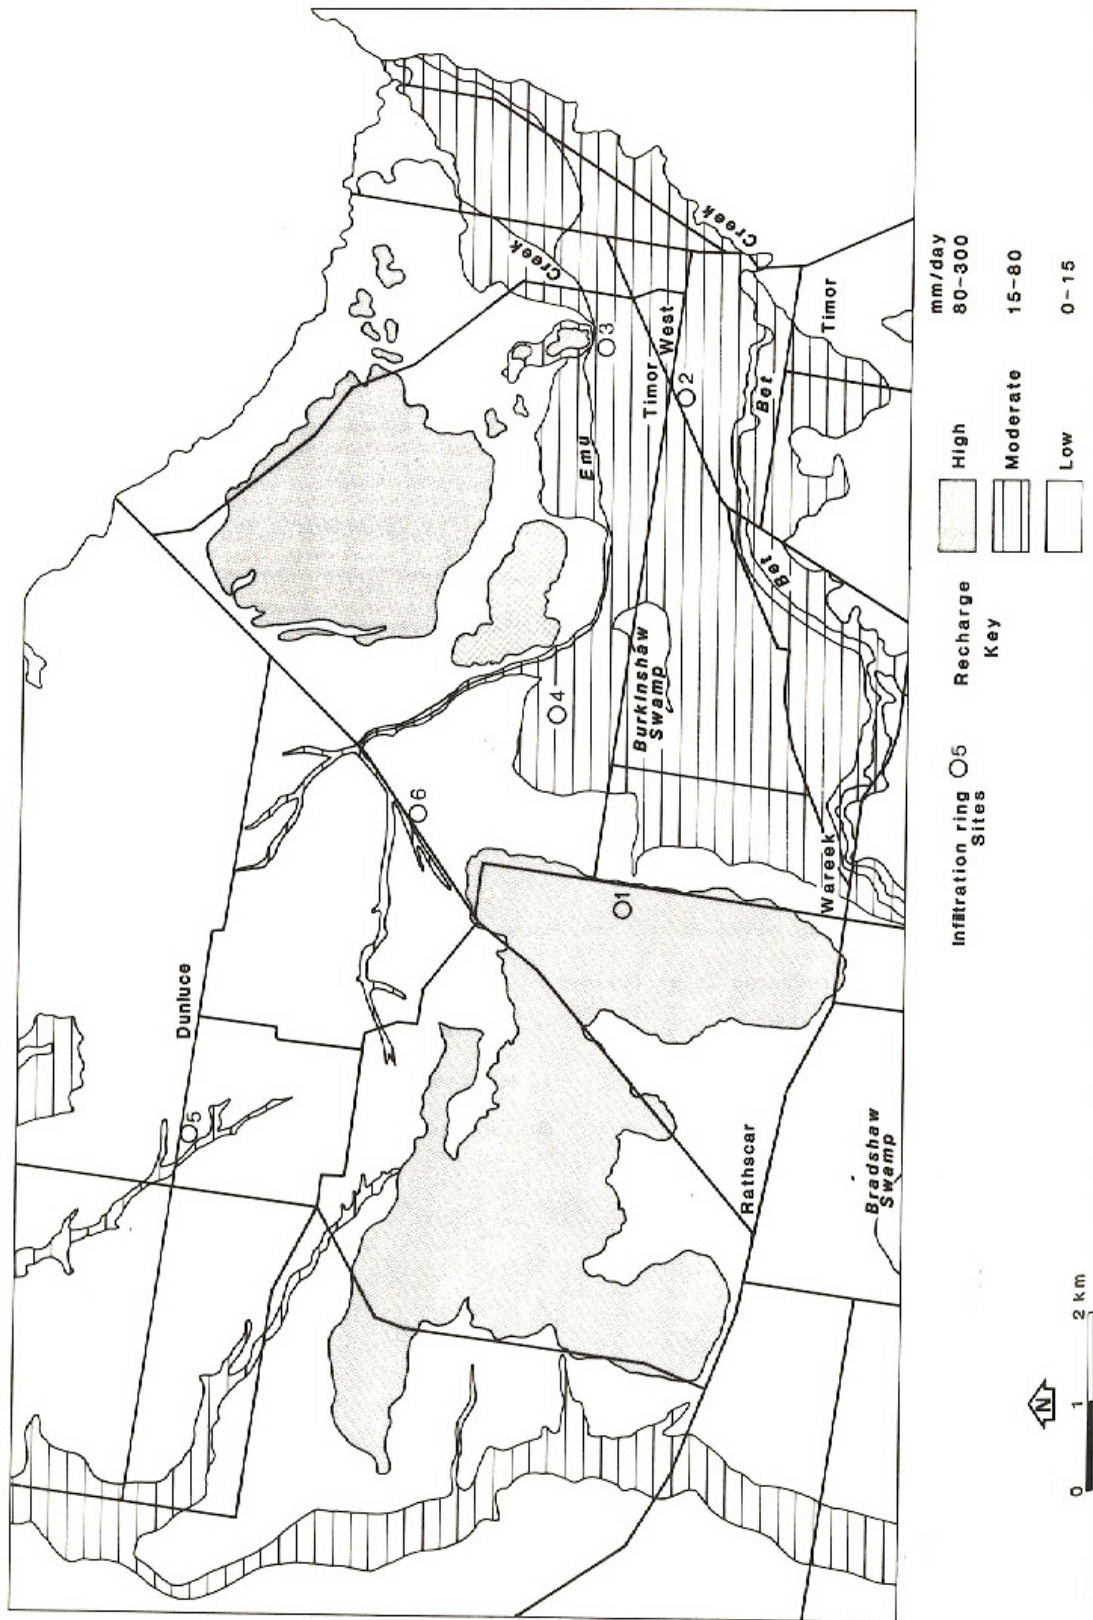 Dunluce
5
6
Creek
3
Emu
4
Timor West
2
Creek
Burkinshaw
Swamp
1
Bet
Bet
Timor
Wareek
Rathscar
Bradshaw
Swamp
N
0 1 2 km
Infiltration ring 5
Sites
Recharge
Key
mm/day
High 80-300
Moderate 15-80
Low 0-15